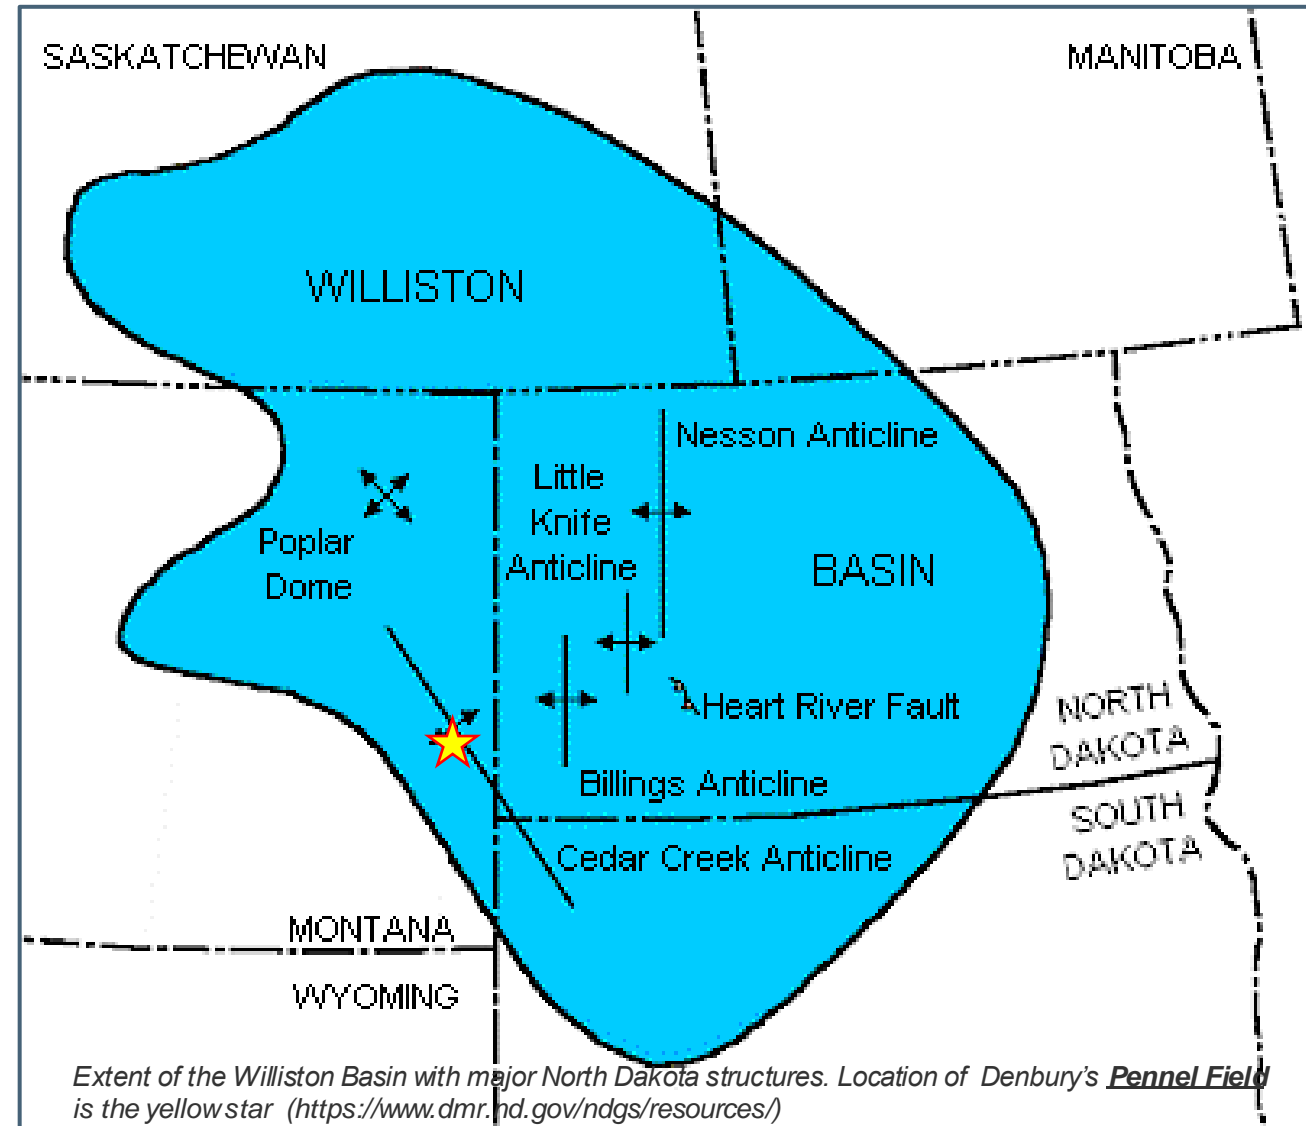 SASKATCHEWAN
MANITOBA
WILLISTON
Nesson Anticline
Little
Knife
Anticline
Poplar
Dome
BASIN
Heart River Fault
NORTH
DAKOTA
Billings Anticline
SOUTH
DAKOTA
Cedar Creek Anticline
MONTANA
WYOMING
Extent of the Williston Basin with major North Dakota structures. Location of Denbury's Pennel Field
is the yellow star (https://www.dmr.nd.gov/ndgs/resources/)